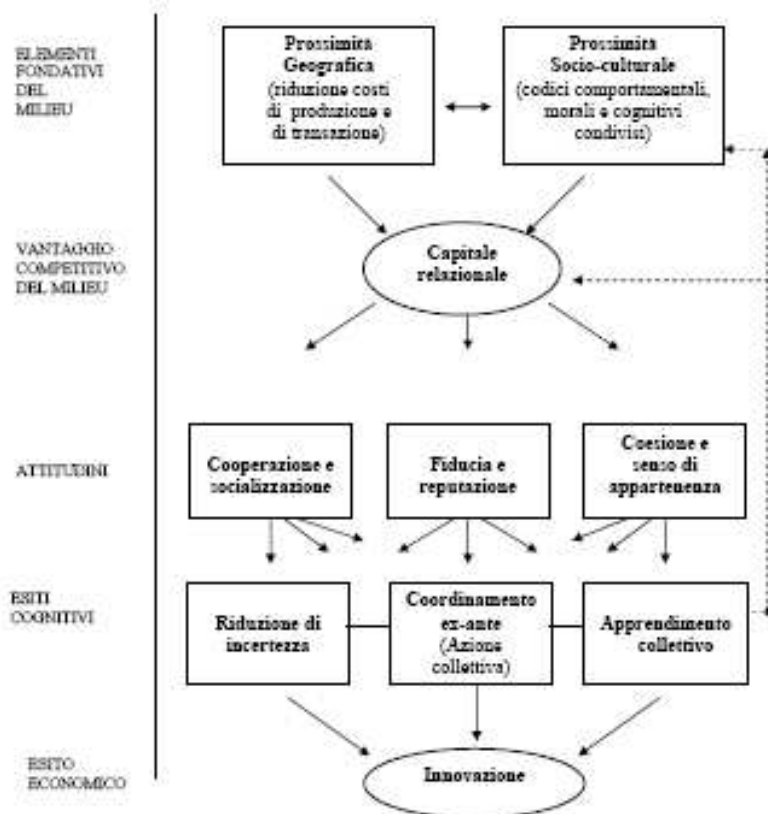 ELEMENTI
FONDATIVI
DEL
MILIEU
Prossimità
Geografica
(riduzione costi
di produzione e
di transazione)
Prossimità
Socio-culturale
(codici comportamentali,
morali e cognitivi
condivisi)
VANTAGGIO
COMPETITIVO
DEL MILIEU
Capitale
relazionale
ATTITUDINI
Cooperazione e
socializzazione
Fiducia e
reputazione
Coesione e
senso di
appartenenza
ESITI
COGNITIVI
Riduzione di
incertezza
Coordinamento
ex-ante
(Azione
collettiva)
Apprendimento
collettivo
ESITO
ECONOMICO
Innovazione